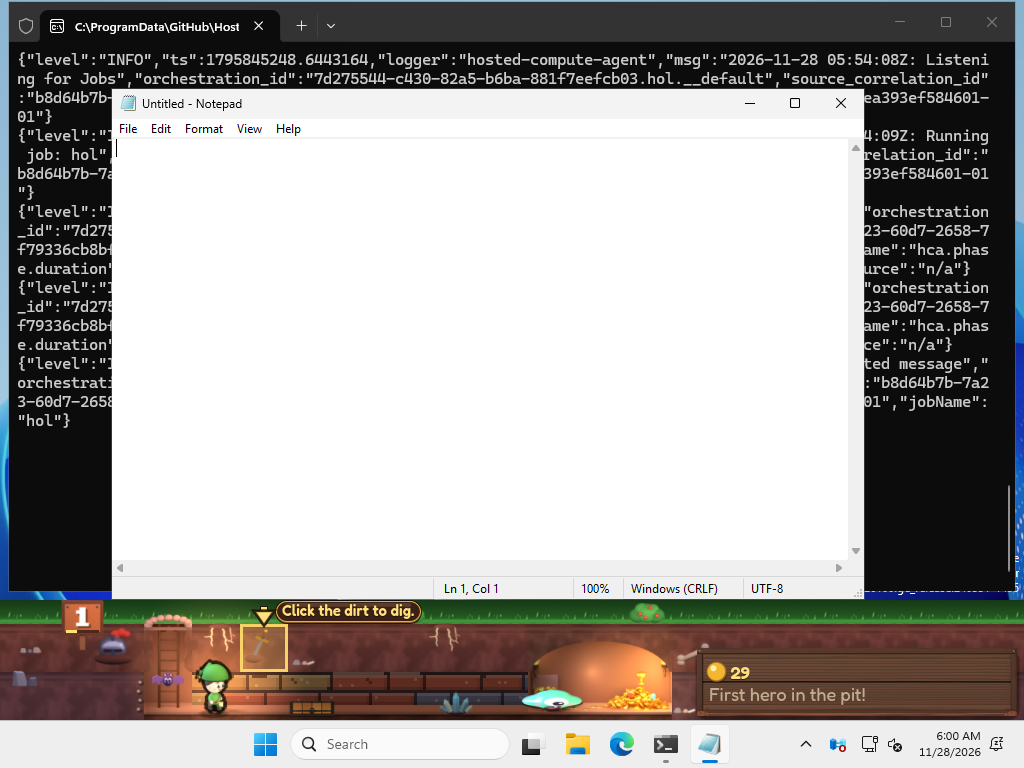 C:\ProgramData\GitHub\Host
{"level":"INFO","ts":1795845248.6443164,"logger":"hosted-compute-agent","msg":"2026-11-28 05:54:08Z: Listeni
ng for Jobs","orchestration_id":"7d275544-c430-82a5-b6ba-881f7eefcb03.hol.__default","source_correlation_id"
:"b8d64b7b- ea393ef584601-
01"}
{"level":"I 4:09Z: Running
job: hol", relation_id":"
b8d64b7b-7a 393ef584601-01
"}
{"level":"I "orchestration
_id":"7d275 23-60d7-2658-7
f79336cb8bf ame":"hca.phas
e.duration" urce":"n/a"}
{"level":"I "orchestration
_id":"7d275 23-60d7-2658-7
f79336cb8bf ame":"hca.phas
e.duration" ce":"n/a"}
{"level":"I ted message","
orchestrati :"b8d64b7b-7a2
3-60d7-2658 01","jobName":
"hol"}
Untitled - Notepad
File Edit Format View Help
Ln 1, Col 1 100% Windows (CRLF) UTF-8
1
Click the dirt to dig.
29
First hero in the pit!
Search
6:00 AM
11/28/2026